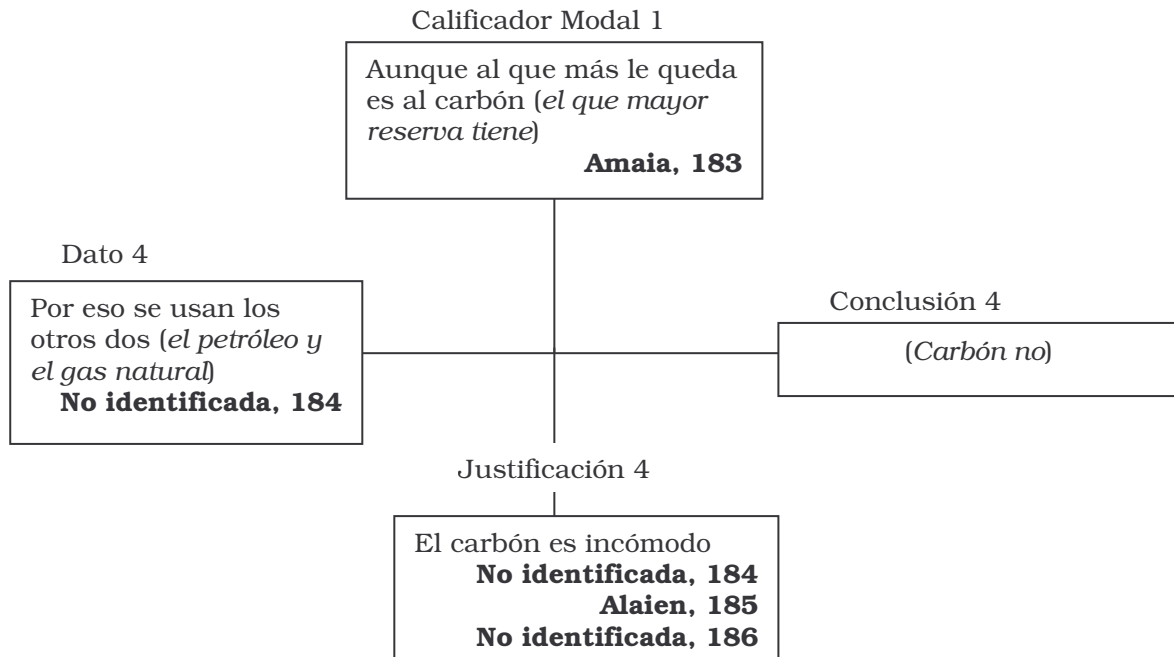 Calificador Modal 1
Aunque al que más le queda
es al carbón (el que mayor
reserva tiene)
Amaia, 183
Dato 4
Por eso se usan los
otros dos (el petróleo y
el gas natural)
No identificada, 184
Conclusión 4
(Carbón no)
Justificación 4
El carbón es incómodo
No identificada, 184
Alaien, 185
No identificada, 186